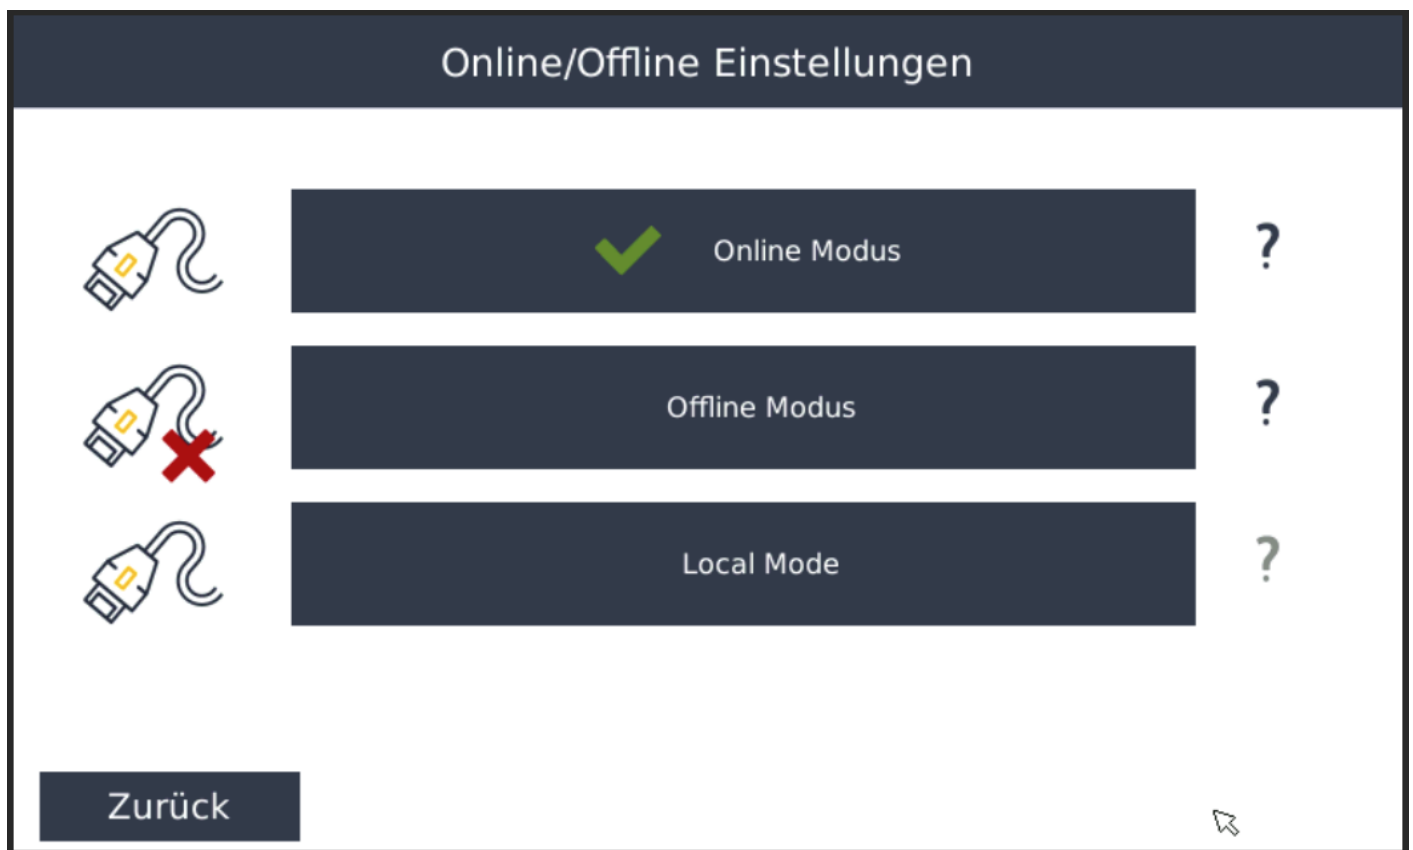 Online/Offline Einstellungen
Online Modus
?
Offline Modus
?
Local Mode
?
Zurück